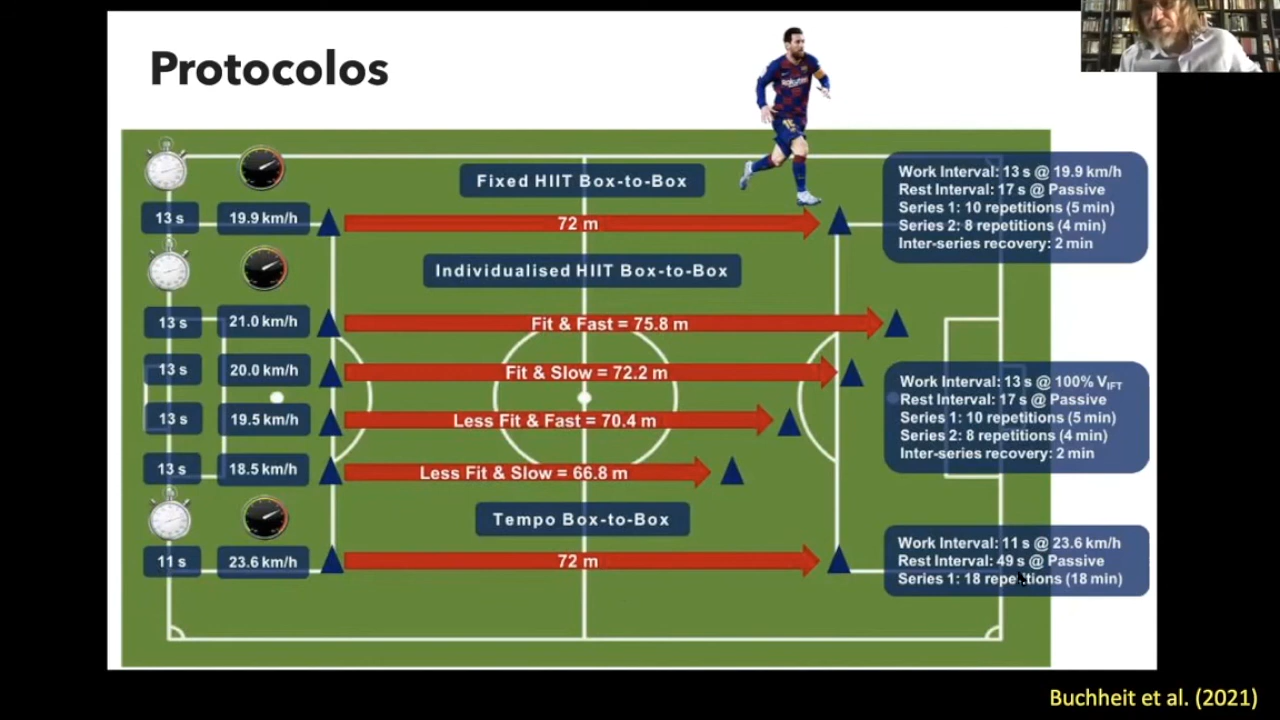 Protocolos
13 s
19.9 km/h
Fixed HIIT Box-to-Box
72 m
Work Interval: 13 s @ 19.9 km/h
Rest Interval: 17 s @ Passive
Series 1: 10 repetitions (5 min)
Series 2: 8 repetitions (4 min)
Inter-series recovery: 2 min
Individualised HIIT Box-to-Box
13 s
21.0 km/h
Fit & Fast = 75.8 m
13 s
20.0 km/h
Fit & Slow = 72.2 m
13 s
19.5 km/h
Less Fit & Fast = 70.4 m
13 s
18.5 km/h
Less Fit & Slow = 66.8 m
Work Interval: 13 s @ 100% VIFT
Rest Interval: 17 s @ Passive
Series 1: 10 repetitions (5 min)
Series 2: 8 repetitions (4 min)
Inter-series recovery: 2 min
Tempo Box-to-Box
11 s
23.6 km/h
72 m
Work Interval: 11 s @ 23.6 km/h
Rest Interval: 49 s @ Passive
Series 1: 18 repetitions (18 min)
Buchheit et al. (2021)